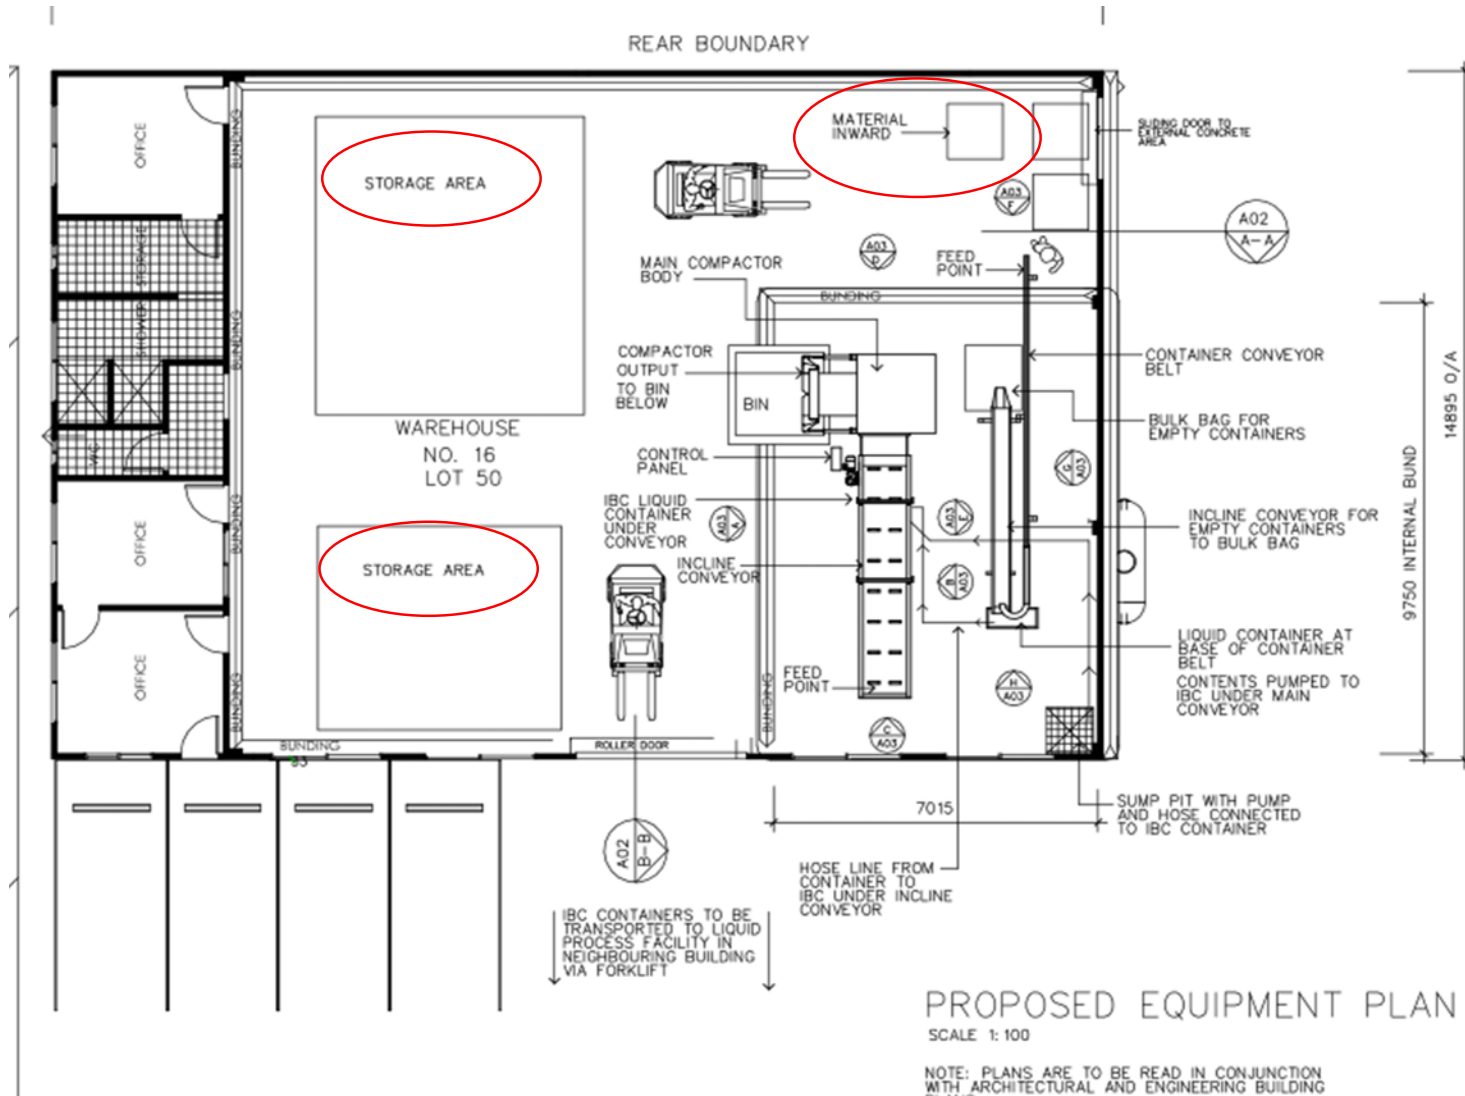 REAR BOUNDARY
OFFICE
BUNDING
STORAGE AREA
MATERIAL
INWARD
SLIDING DOOR TO
EXTERNAL CONCRETE
AREA
A03
F
A02
A-A
A03
D
STORAGE
FEED
POINT
MAIN COMPACTOR
BODY
BUNDING
SHOWER
BUNDING
COMPACTOR
OUTPUT
TO BIN
BELOW
BIN
CONTAINER CONVEYOR
BELT
BULK BAG FOR
EMPTY CONTAINERS
14895 O/A
WAREHOUSE
NO. 16
LOT 50
WC
CONTROL
PANEL
G
A03
IBC LIQUID
CONTAINER
UNDER
CONVEYOR
A03
A
A03
E
INCLINE CONVEYOR FOR
EMPTY CONTAINERS
TO BULK BAG
9750 INTERNAL BUND
OFFICE
BUNDING
STORAGE AREA
INCLINE
CONVEYOR
B
A03
LIQUID CONTAINER AT
BASE OF CONTAINER
BELT
CONTENTS PUMPED TO
IBC UNDER MAIN
CONVEYOR
OFFICE
BUNDING
FEED
POINT
BUNDING
H
A03
C
A03
BUNDING
83
ROLLER DOOR
7015
SUMP PIT WITH PUMP
AND HOSE CONNECTED
TO IBC CONTAINER
A02
B-B
HOSE LINE FROM
CONTAINER TO
IBC UNDER INCLINE
CONVEYOR
IBC CONTAINERS TO BE
TRANSPORTED TO LIQUID
PROCESS FACILITY IN
NEIGHBOURING BUILDING
VIA FORKLIFT
PROPOSED EQUIPMENT PLAN
SCALE 1:100
NOTE: PLANS ARE TO BE READ IN CONJUNCTION
WITH ARCHITECTURAL AND ENGINEERING BUILDING